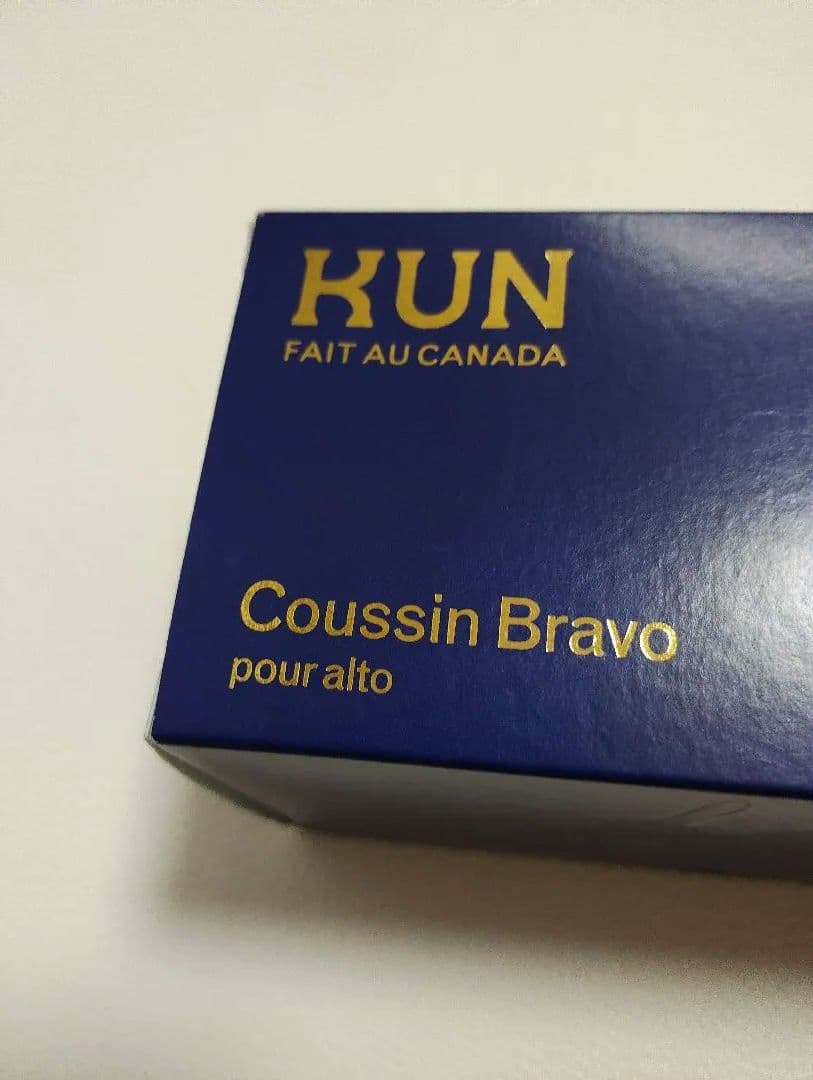 KUN
FAIT AU CANADA
Coussin Bravo
pour alto